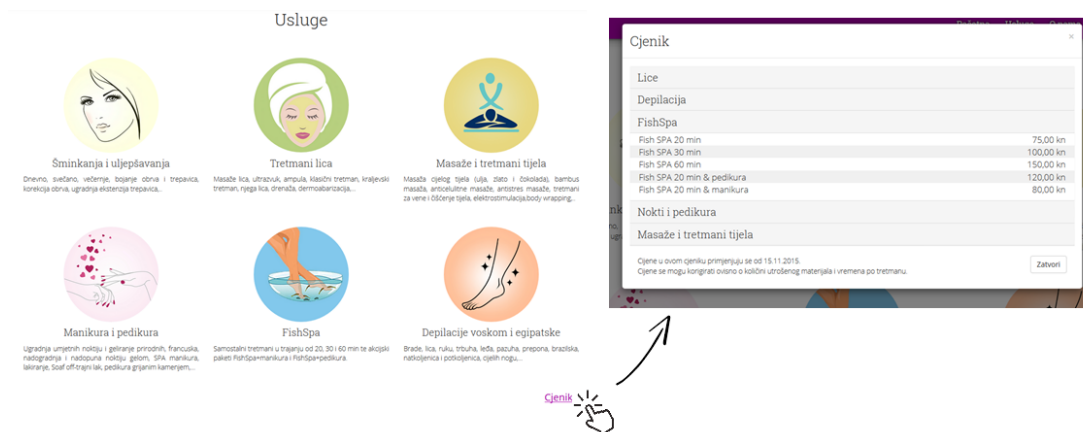 Usluge
Šminkanja i uljepšavanja
Dnevno, svečano, večernje, bojanje obrva i trepavica,
korekcija obrva, ugradnja ekstenzija trepavica,...
Tretmani lica
Masaže lica, ultrazvuk, ampula, klasični tretman, kraljevski
tretman, njega lica, drenaža, dermoabarizacija,...
Masaže i tretmani tijela
Masaža cijelog tijela (ulja, zlato i čokolada), bambus
masaža, anticelulitne masaže, antistres masaže, tretmani
za vene i čišćenje tijela, elektrostimulacija,body wrapping,..
Manikura i pedikura
Ugradnja umjetnih noktiju i geliranje prirodnih, francuska,
nadogradnja i nadopuna noktiju gelom, SPA manikura,
lakiranje, Soaf off-trajni lak, pedikura grijanim kamenjem,...
FishSpa
Samostalni tretmani u trajanju od 20, 30 i 60 min te akcijski
paketi FishSpa+manikura i FishSpa+pedikura.
Depilacije voskom i egipatske
Brade, lica, ruku, trbuha, leđa, pazuha, prepona, brazilska,
natkoljenica i potkoljenica, cijelih nogu,...
Cjenik
Cjenik
×
Lice
Depilacija
FishSpa
Fish SPA 20 min 75,00 kn
Fish SPA 30 min 100,00 kn
Fish SPA 60 min 150,00 kn
Fish SPA 20 min & pedikura 120,00 kn
Fish SPA 20 min & manikura 80,00 kn
Nokti i pedikura
Masaže i tretmani tijela
Cijene u ovom cjeniku primjenjuju se od 15.11.2015.
Cijene se mogu korigirati ovisno o količini utrošenog materijala i vremena po tretmanu.
Zatvori